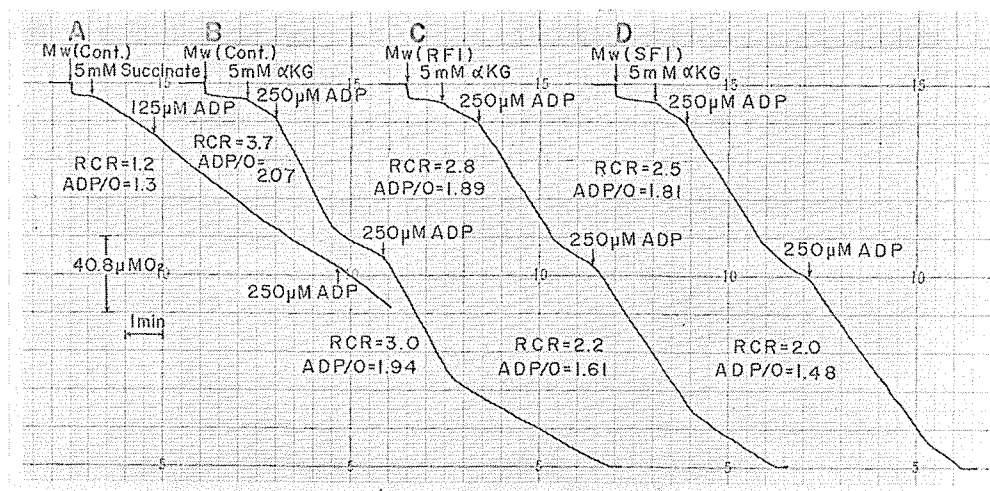 A
B
C
D
Mw(Cont.)
5mM Succinate
125μM ADP
RCR=1.2
ADP/O=1.3
250μM ADP
40.8μMO₂
1min
Mw(Cont.)
5mM αKG
250μM ADP
RCR=3.7
ADP/O=
2.07
250μM ADP
RCR=3.0
ADP/O=1.94
Mw(RFI)
5mM αKG
250μM ADP
RCR=2.8
ADP/O=1.89
250μM ADP
RCR=2.2
ADP/O=1.61
Mw(SFI)
5mM αKG
250μM ADP
RCR=2.5
ADP/O=1.81
250μM ADP
RCR=2.0
ADP/O=1.48
15
15
15
15
10
10
10
10
5
5
5
5